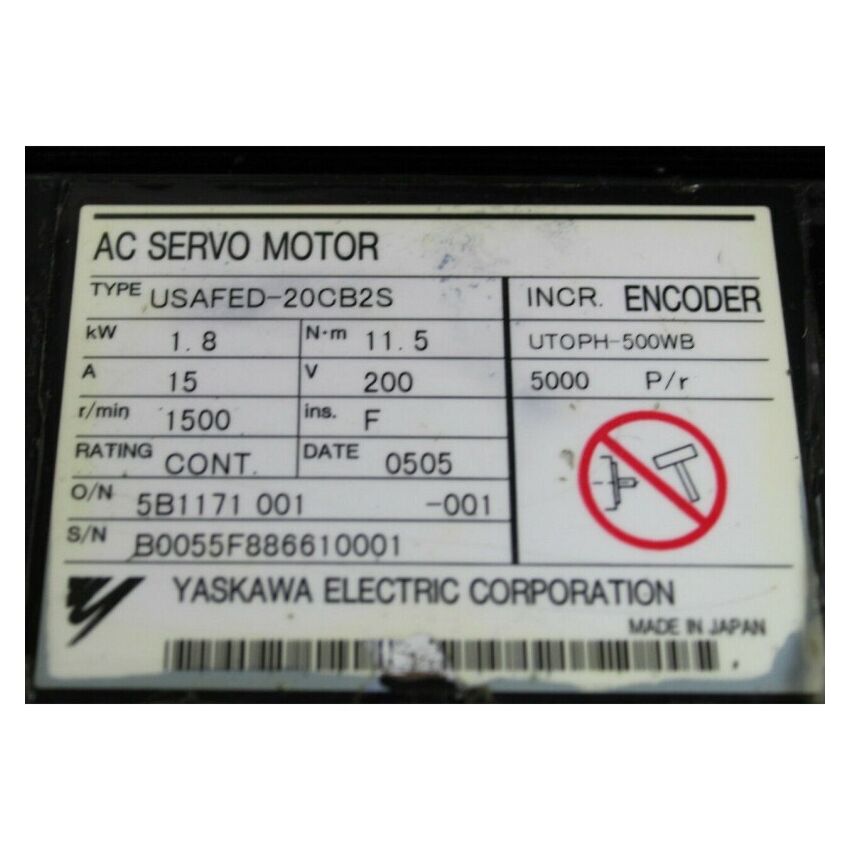 AC SERVO MOTOR
TYPE USAFED-20CB2S
INCR. ENCODER
kW 1.8 N·m 11.5
UTOPH-500WB
A 15 V 200
5000 P/r
r/min 1500 ins. F
RATING CONT. DATE 0505
O/N 5B1171 001 -001
S/N B0055F886610001
YASKAWA ELECTRIC CORPORATION
MADE IN JAPAN